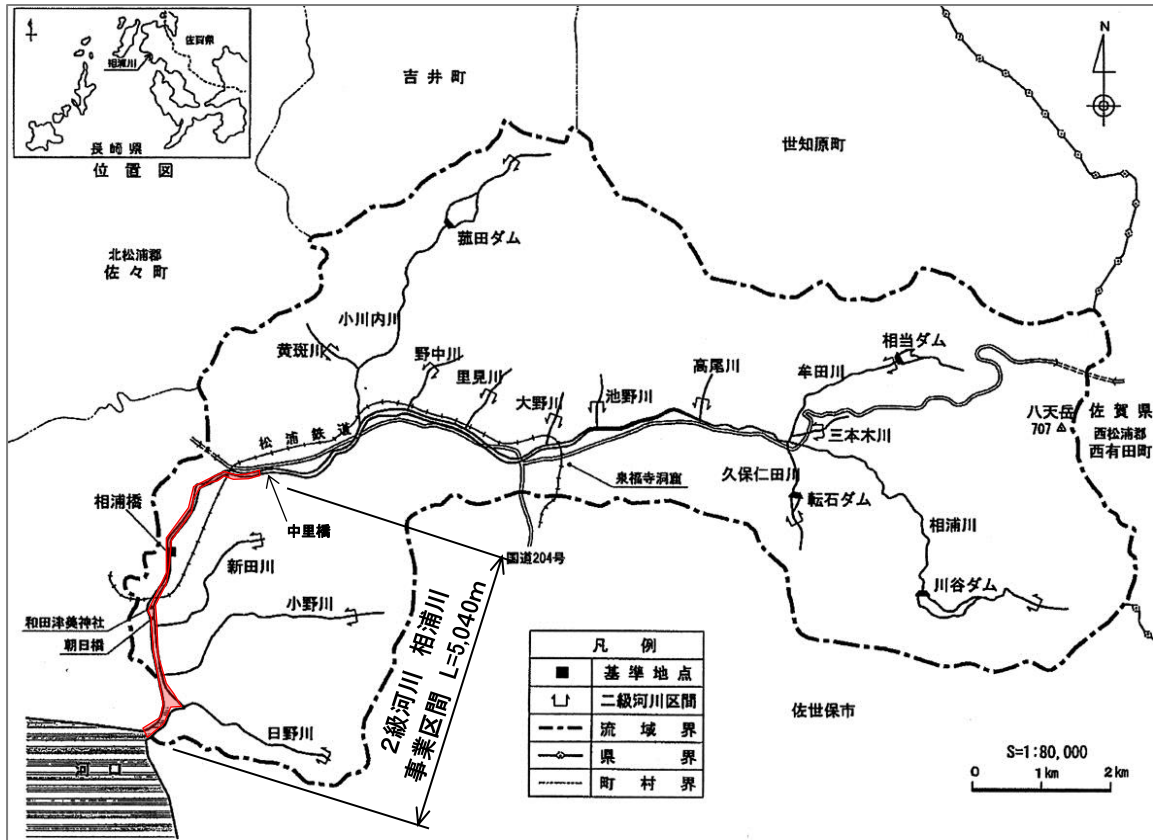 佐賀県
相浦川
長崎県
位置図
吉井町
世知原町
N
北松浦郡
佐々町
菰田ダム
小川内川
黄斑川
野中川
里見川
大野川
池野川
高尾川
牟田川
相当ダム
三本木川
八天岳
707
佐賀県
西松浦郡
西有田町
松浦鉄道
泉福寺洞窟
久保仁田川
転石ダム
相浦川
川谷ダム
相浦橋
中里橋
新田川
小野川
国道204号
和田津美神社
朝日橋
日野川
河口
2級河川 相浦川
事業区間 L=5,040m
凡例
基準地点
二級河川区間
流域界
県界
町村界
佐世保市
S=1:80,000
0 1km 2km